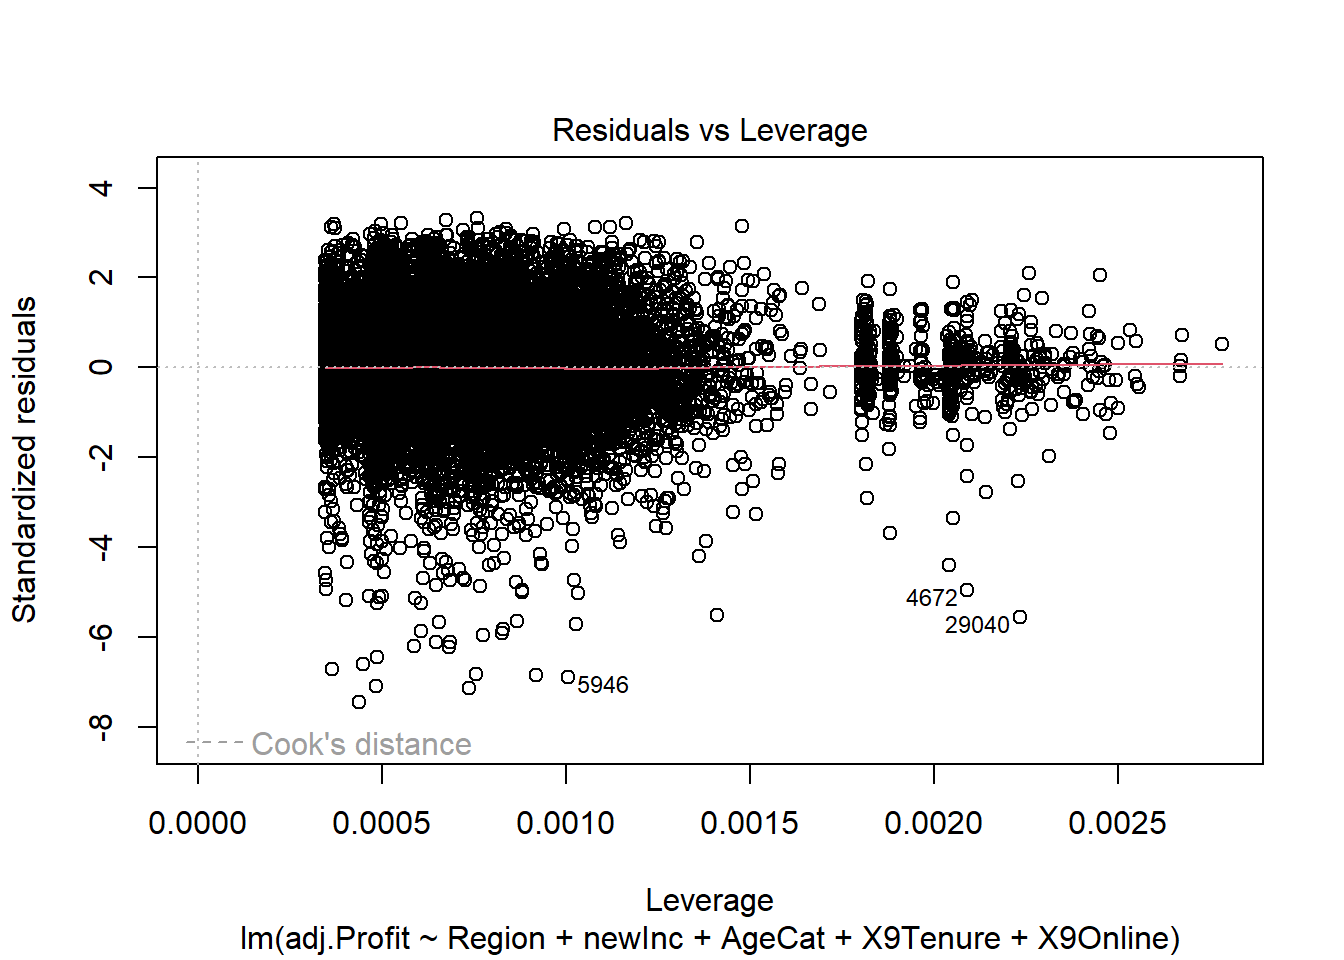 Residuals vs Leverage
Standardized residuals
4
2
0
-2
-4
-6
-8
4672
29040
5946
Cook's distance
0.0000 0.0005 0.0010 0.0015 0.0020 0.0025
Leverage
lm(adj.Profit ~ Region + newInc + AgeCat + X9Tenure + X9Online)